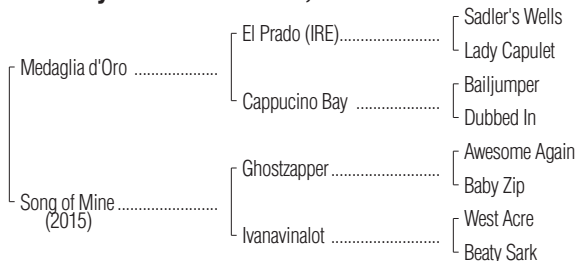 Medaglia d'Oro ....................
El Prado (IRE)........................
Sadler's Wells
Lady Capulet
Cappucino Bay ....................
Bailjumper
Dubbed In
Song of Mine ........................
(2015)
Ghostzapper..........................
Awesome Again
Baby Zip
Ivanavinalot ..........................
West Acre
Beaty Sark